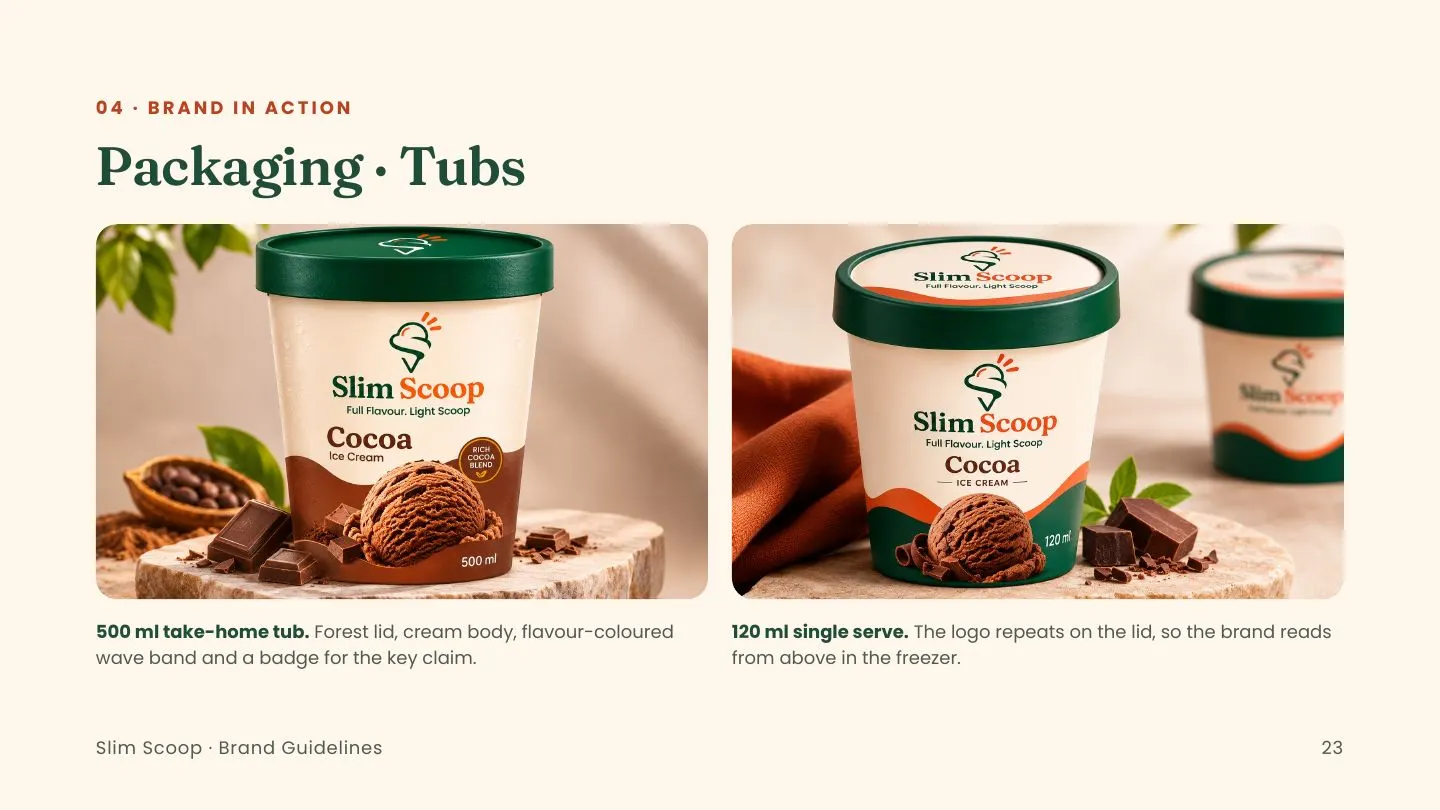 04 · BRAND IN ACTION
Packaging · Tubs
Slim Scoop
Full Flavour. Light Scoop
Cocoa
Ice Cream
RICH
COCOA
BLEND
500 ml
Slim Scoop
Full Flavour. Light Scoop
Slim Scoop
Full Flavour. Light Scoop
Cocoa
ICE CREAM
120 ml
Slim Scoop
500 ml take-home tub. Forest lid, cream body, flavour-coloured
wave band and a badge for the key claim.
120 ml single serve. The logo repeats on the lid, so the brand reads
from above in the freezer.
Slim Scoop · Brand Guidelines
23